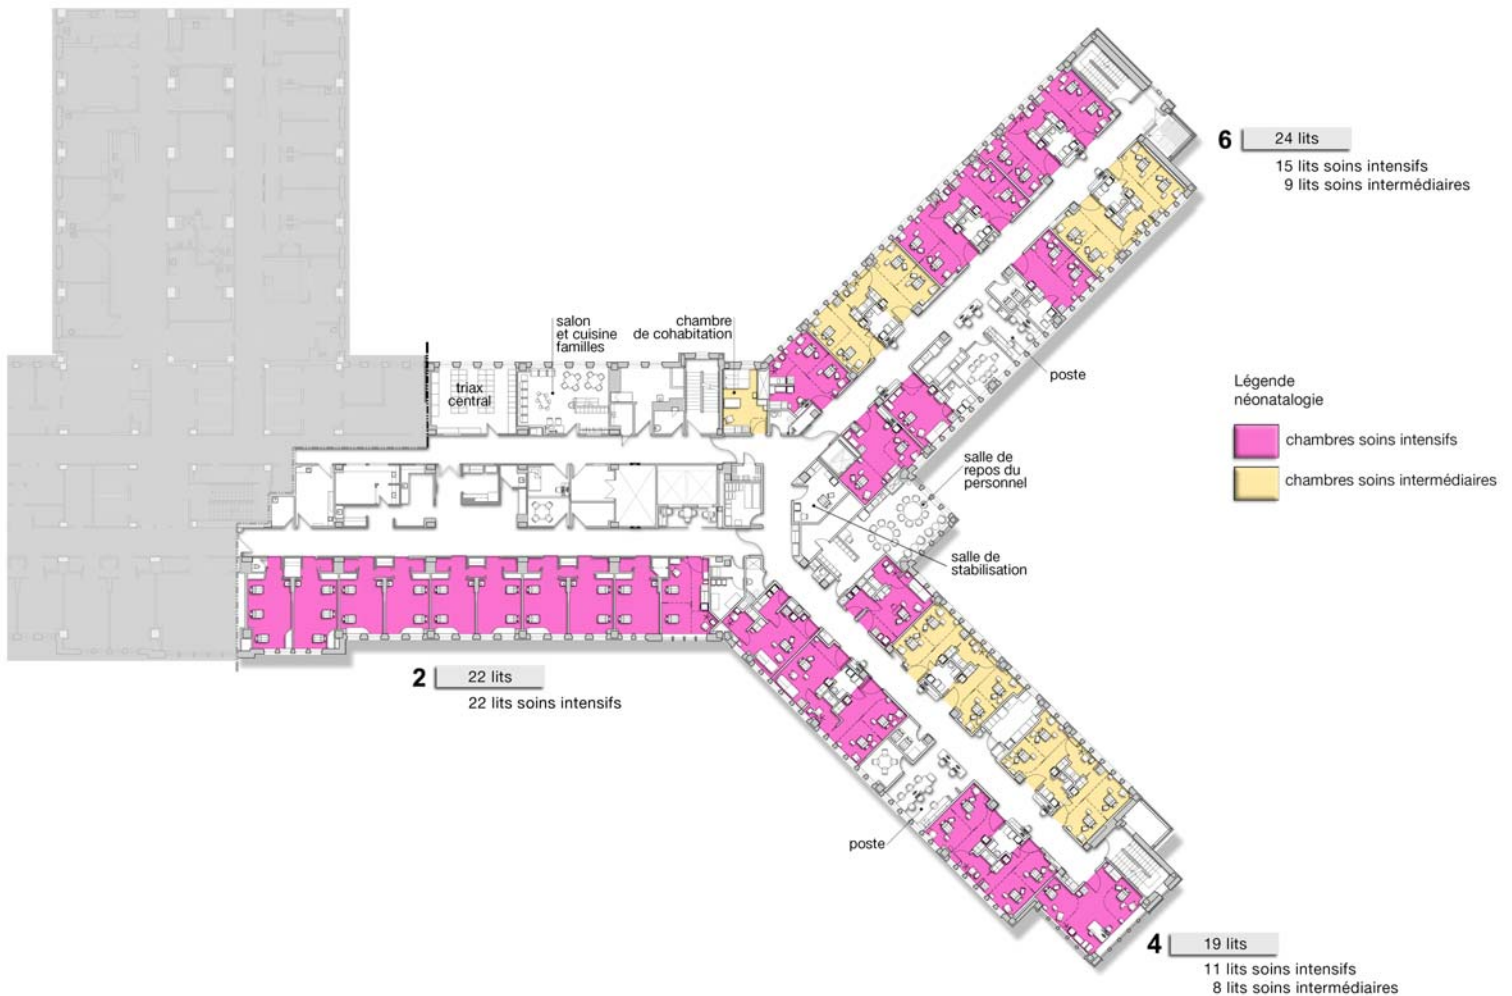 6 24 lits
15 lits soins intensifs
9 lits soins intermédiaires
salon
et cuisine
familles
chambre
de cohabitation
triax
central
poste
Légende
néonatalogie
chambres soins intensifs
chambres soins intermédiaires
salle de
repos du
personnel
salle de
stabilisation
2 22 lits
22 lits soins intensifs
poste
4 19 lits
11 lits soins intensifs
8 lits soins intermédiaires